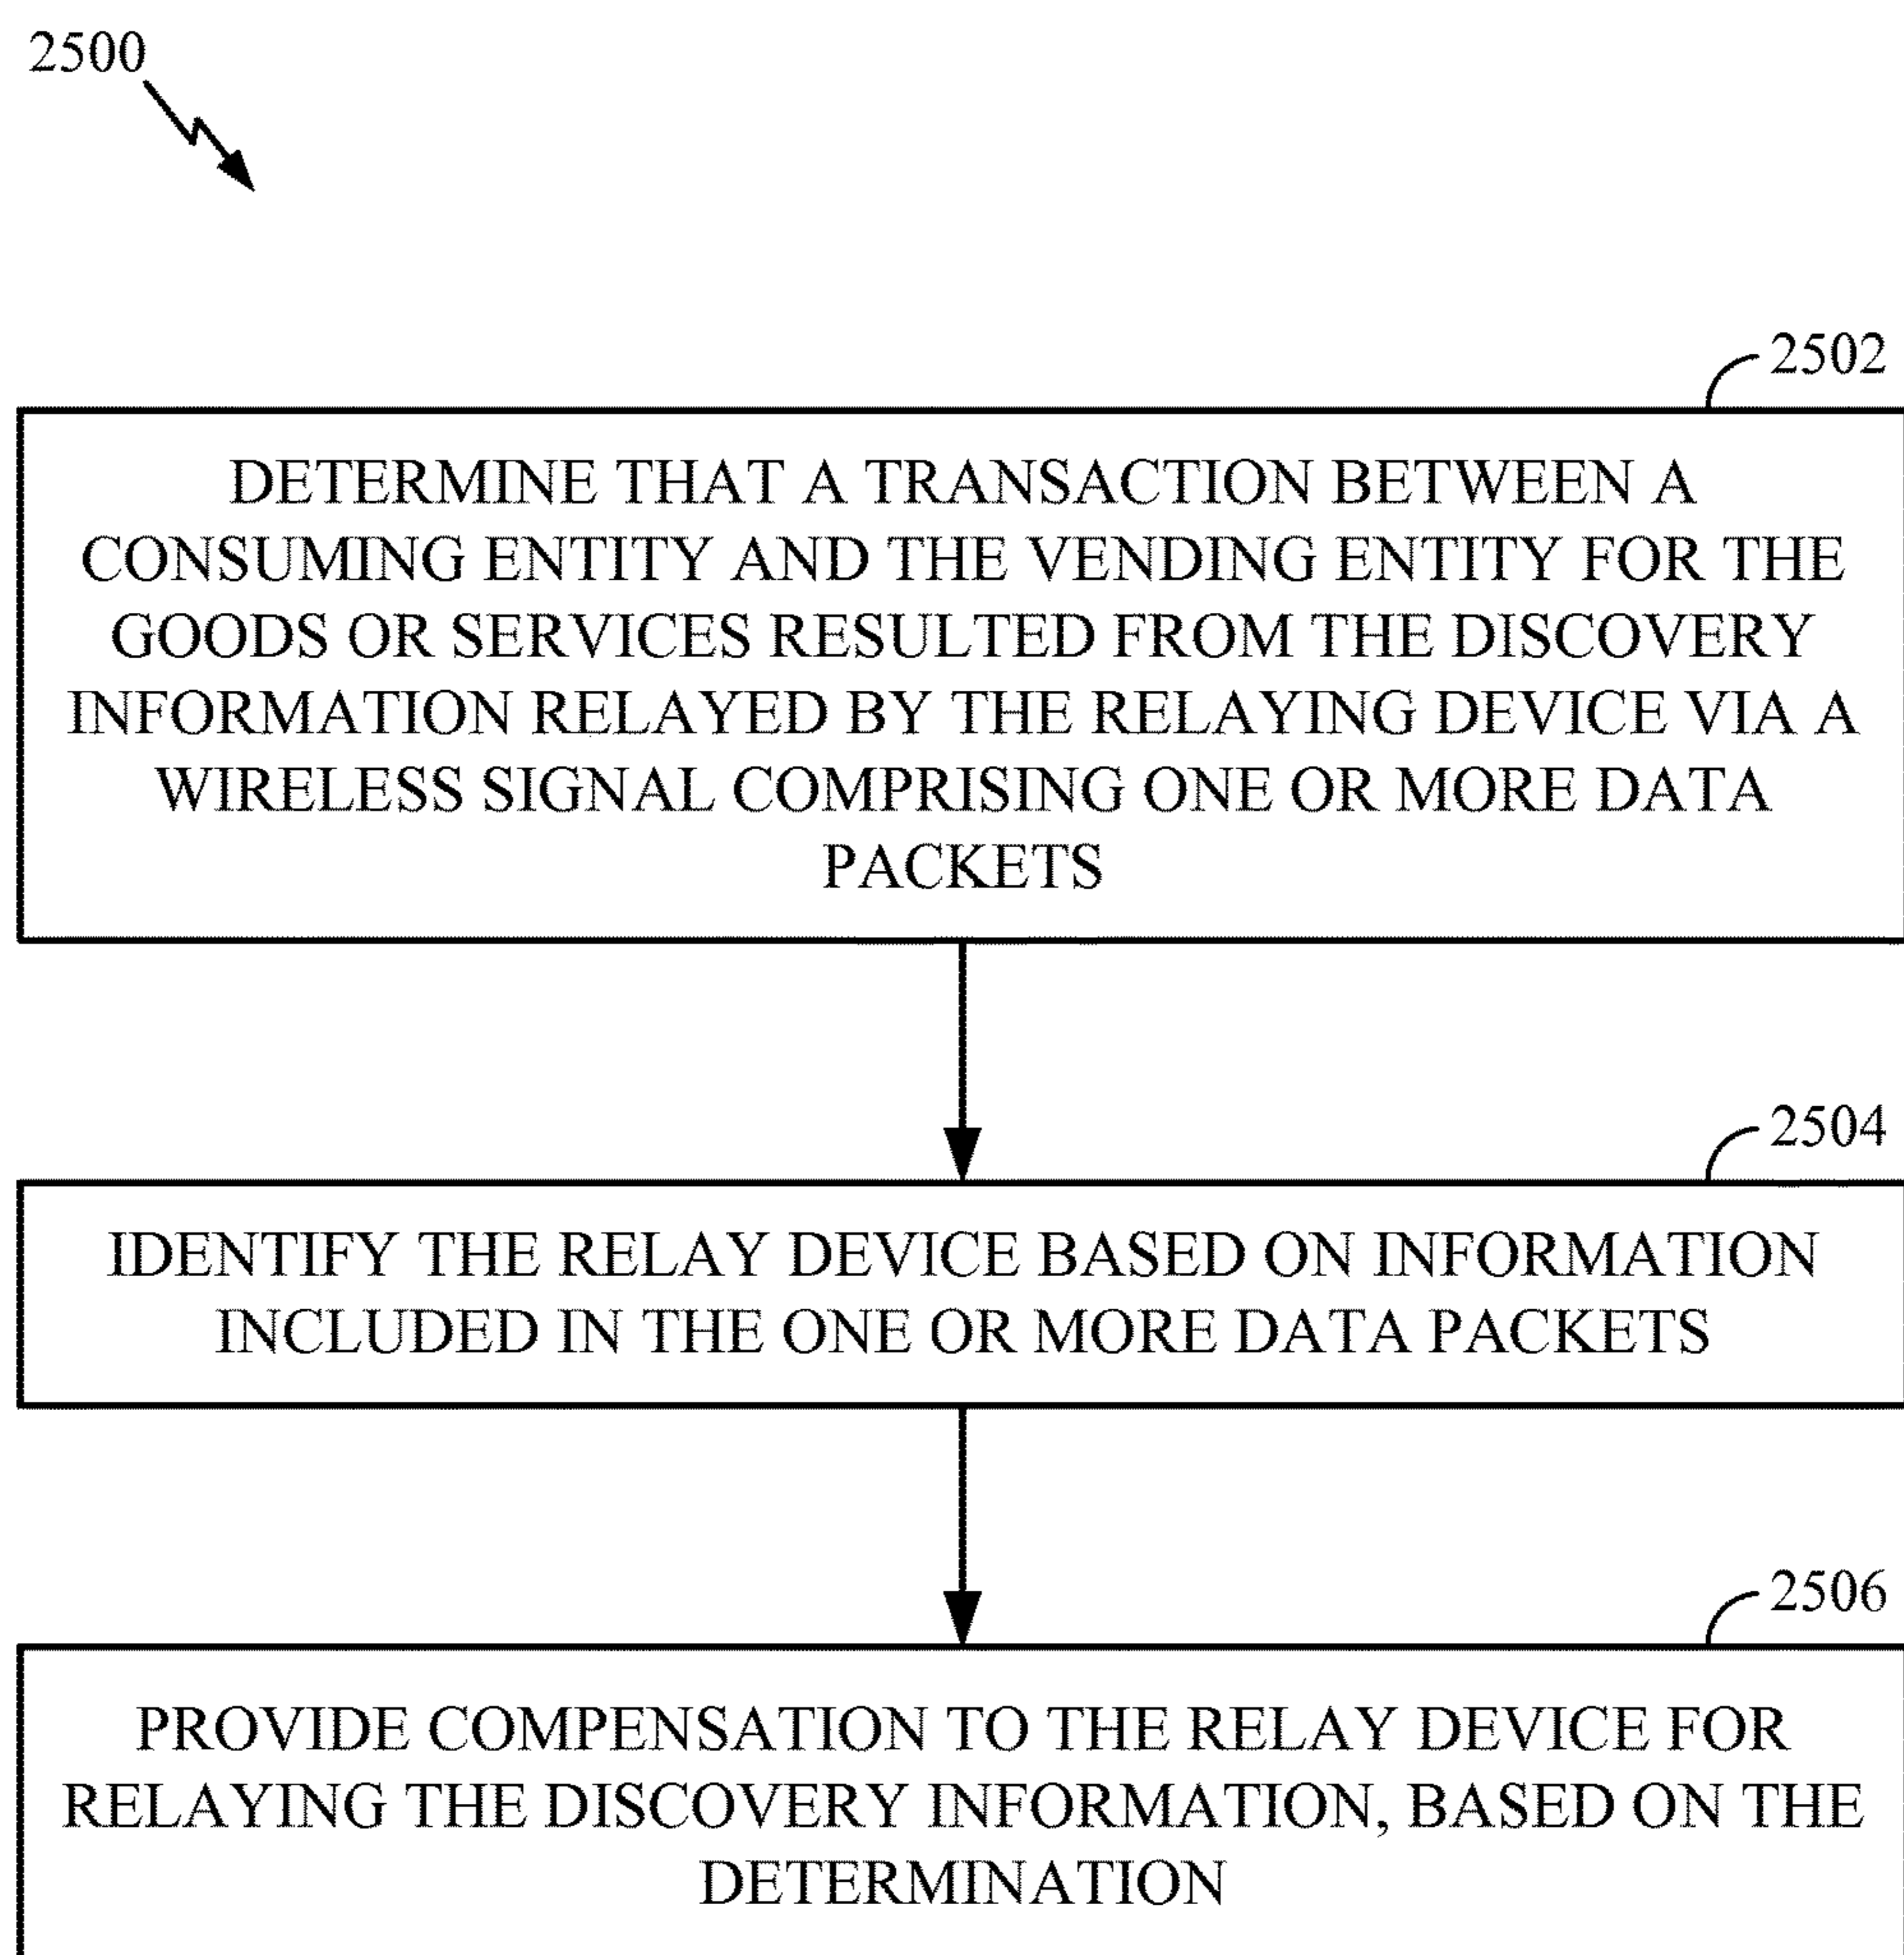 2500
2502
DETERMINE THAT A TRANSACTION BETWEEN A
CONSUMING ENTITY AND THE VENDING ENTITY FOR THE
GOODS OR SERVICES RESULTED FROM THE DISCOVERY
INFORMATION RELAYED BY THE RELAYING DEVICE VIA A
WIRELESS SIGNAL COMPRISING ONE OR MORE DATA
PACKETS
2504
IDENTIFY THE RELAY DEVICE BASED ON INFORMATION
INCLUDED IN THE ONE OR MORE DATA PACKETS
2506
PROVIDE COMPENSATION TO THE RELAY DEVICE FOR
RELAYING THE DISCOVERY INFORMATION, BASED ON THE
DETERMINATION